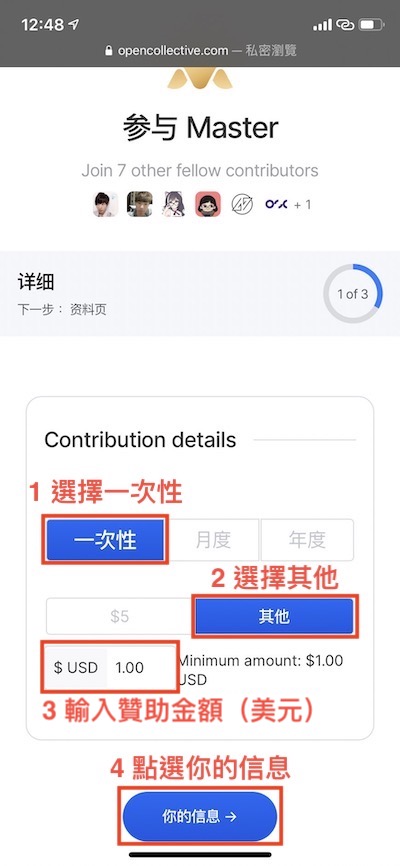 12:48
opencollective.com — 私密瀏覽
参与 Master
Join 7 other fellow contributors
+ 1
详细
下一步： 资料页
1 of 3
Contribution details
1 選擇一次性
一次性 月度 年度
2 選擇其他
$5 其他
$ USD 1.00 Minimum amount: $1.00
USD
3 輸入贊助金額（美元）
4 點選你的信息
你的信息 →